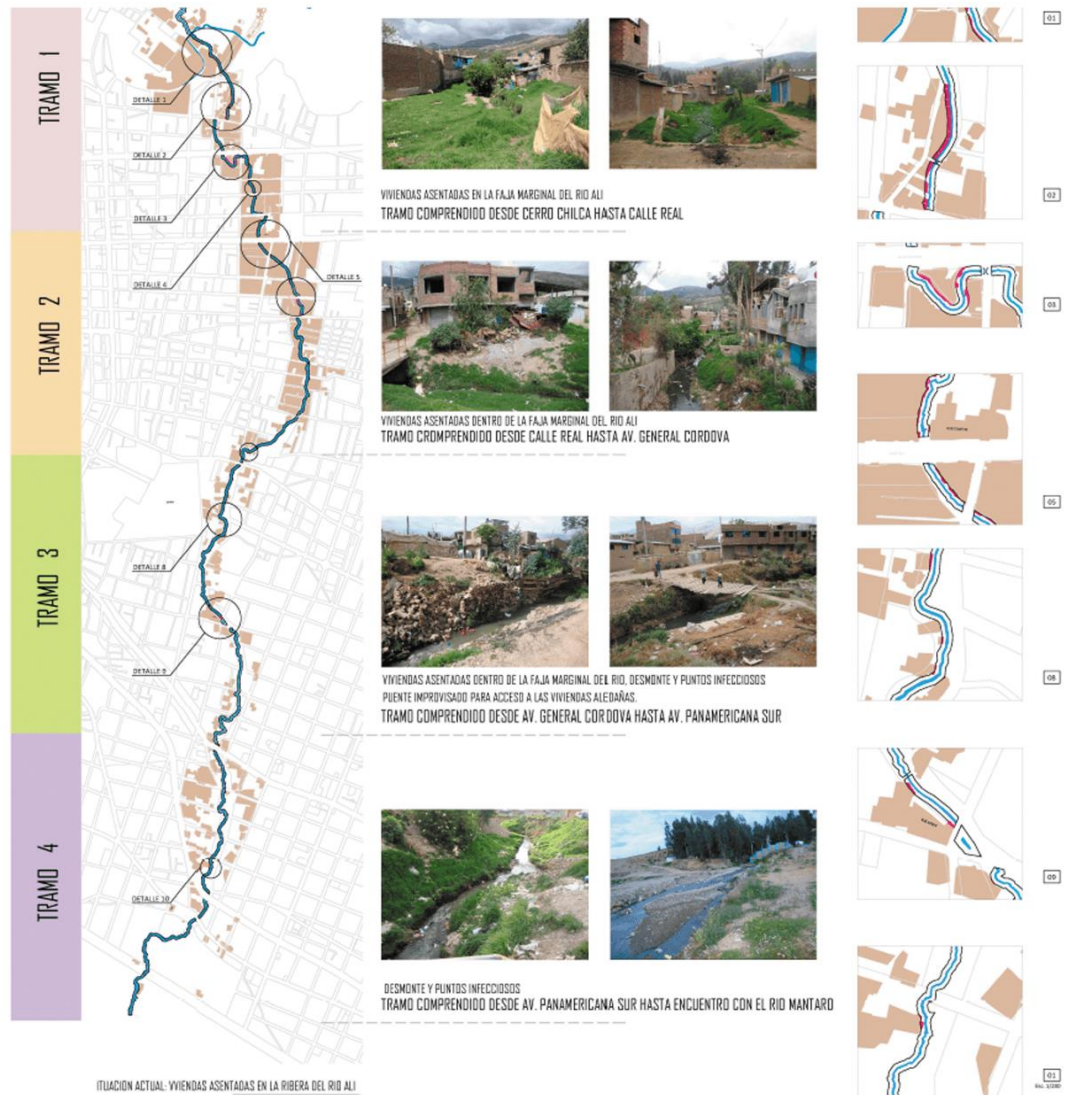 TRAMO 1
TRAMO 2
TRAMO 3
TRAMO 4
DETALLE 1
DETALLE 2
DETALLE 3
DETALLE 4
DETALLE 5
DETALLE 8
DETALLE 9
DETALLE 10
VIVIENDAS ASENTADAS EN LA FAJA MARGINAL DEL RIO ALI
TRAMO COMPRENDIDO DESDE CERRO CHILCA HASTA CALLE REAL
VIVIENDAS ASENTADAS DENTRO DE LA FAJA MARGINAL DEL RIO ALI
TRAMO CROMPRENDIDO DESDE CALLE REAL HASTA AV. GENERAL CORDOVA
VIVIENDAS ASENTADAS DENTRO DE LA FAJA MARGINAL DEL RIO, DESMONTE Y PUNTOS INFECCIOSOS
PUENTE IMPROVISADO PARA ACCESO A LAS VIVIENDAS ALEDAÑAS.
TRAMO COMPRENDIDO DESDE AV. GENERAL CORDOVA HASTA AV. PANAMERICANA SUR
DESMONTE Y PUNTOS INFECCIOSOS
TRAMO COMPRENDIDO DESDE AV. PANAMERICANA SUR HASTA ENCUENTRO CON EL RIO MANTARO
ITUACION ACTUAL: VVIENDAS ASENTADAS EN LA RIBERA DEL RIO ALI
01
02
03
05
08
09
01